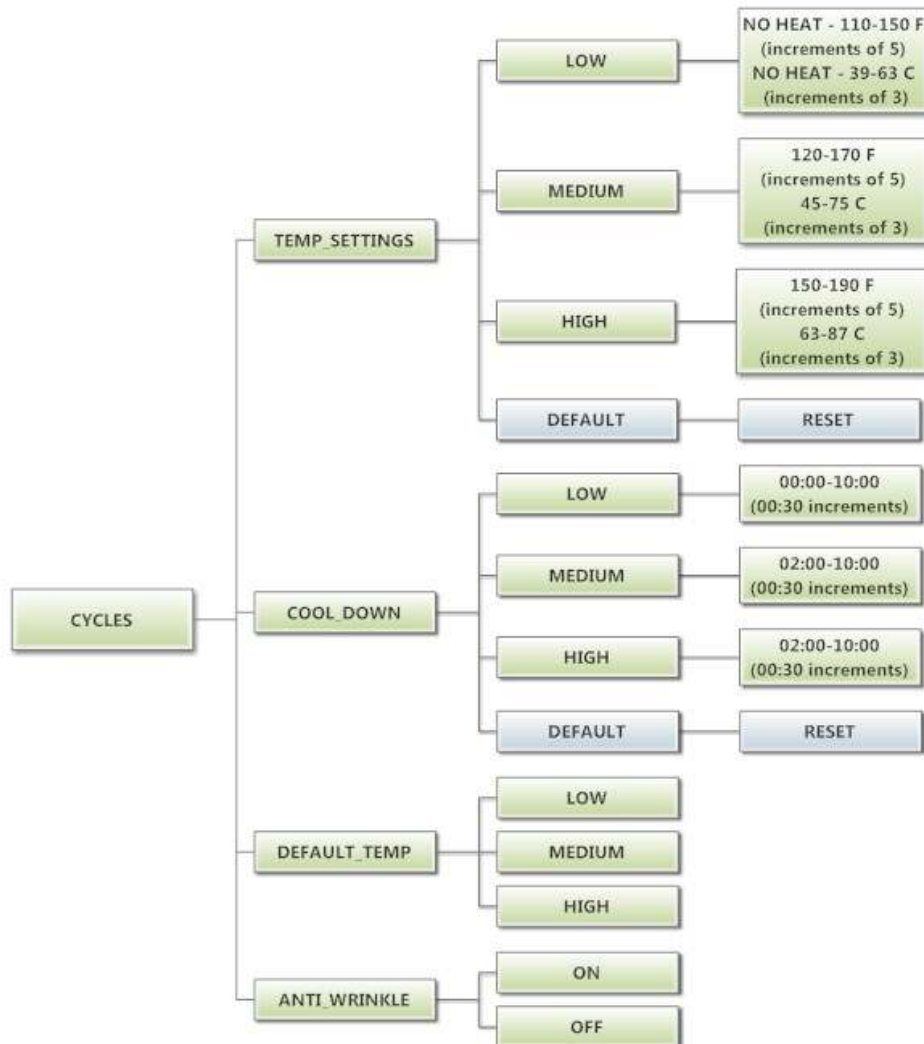 CYCLES
TEMP_SETTINGS
LOW
NO HEAT - 110-150 F
(increments of 5)
NO HEAT - 39-63 C
(increments of 3)
MEDIUM
120-170 F
(increments of 5)
45-75 C
(increments of 3)
HIGH
150-190 F
(increments of 5)
63-87 C
(increments of 3)
DEFAULT
RESET
COOL_DOWN
LOW
00:00-10:00
(00:30 increments)
MEDIUM
02:00-10:00
(00:30 increments)
HIGH
02:00-10:00
(00:30 increments)
DEFAULT
RESET
DEFAULT_TEMP
LOW
MEDIUM
HIGH
ANTI_WRINKLE
ON
OFF